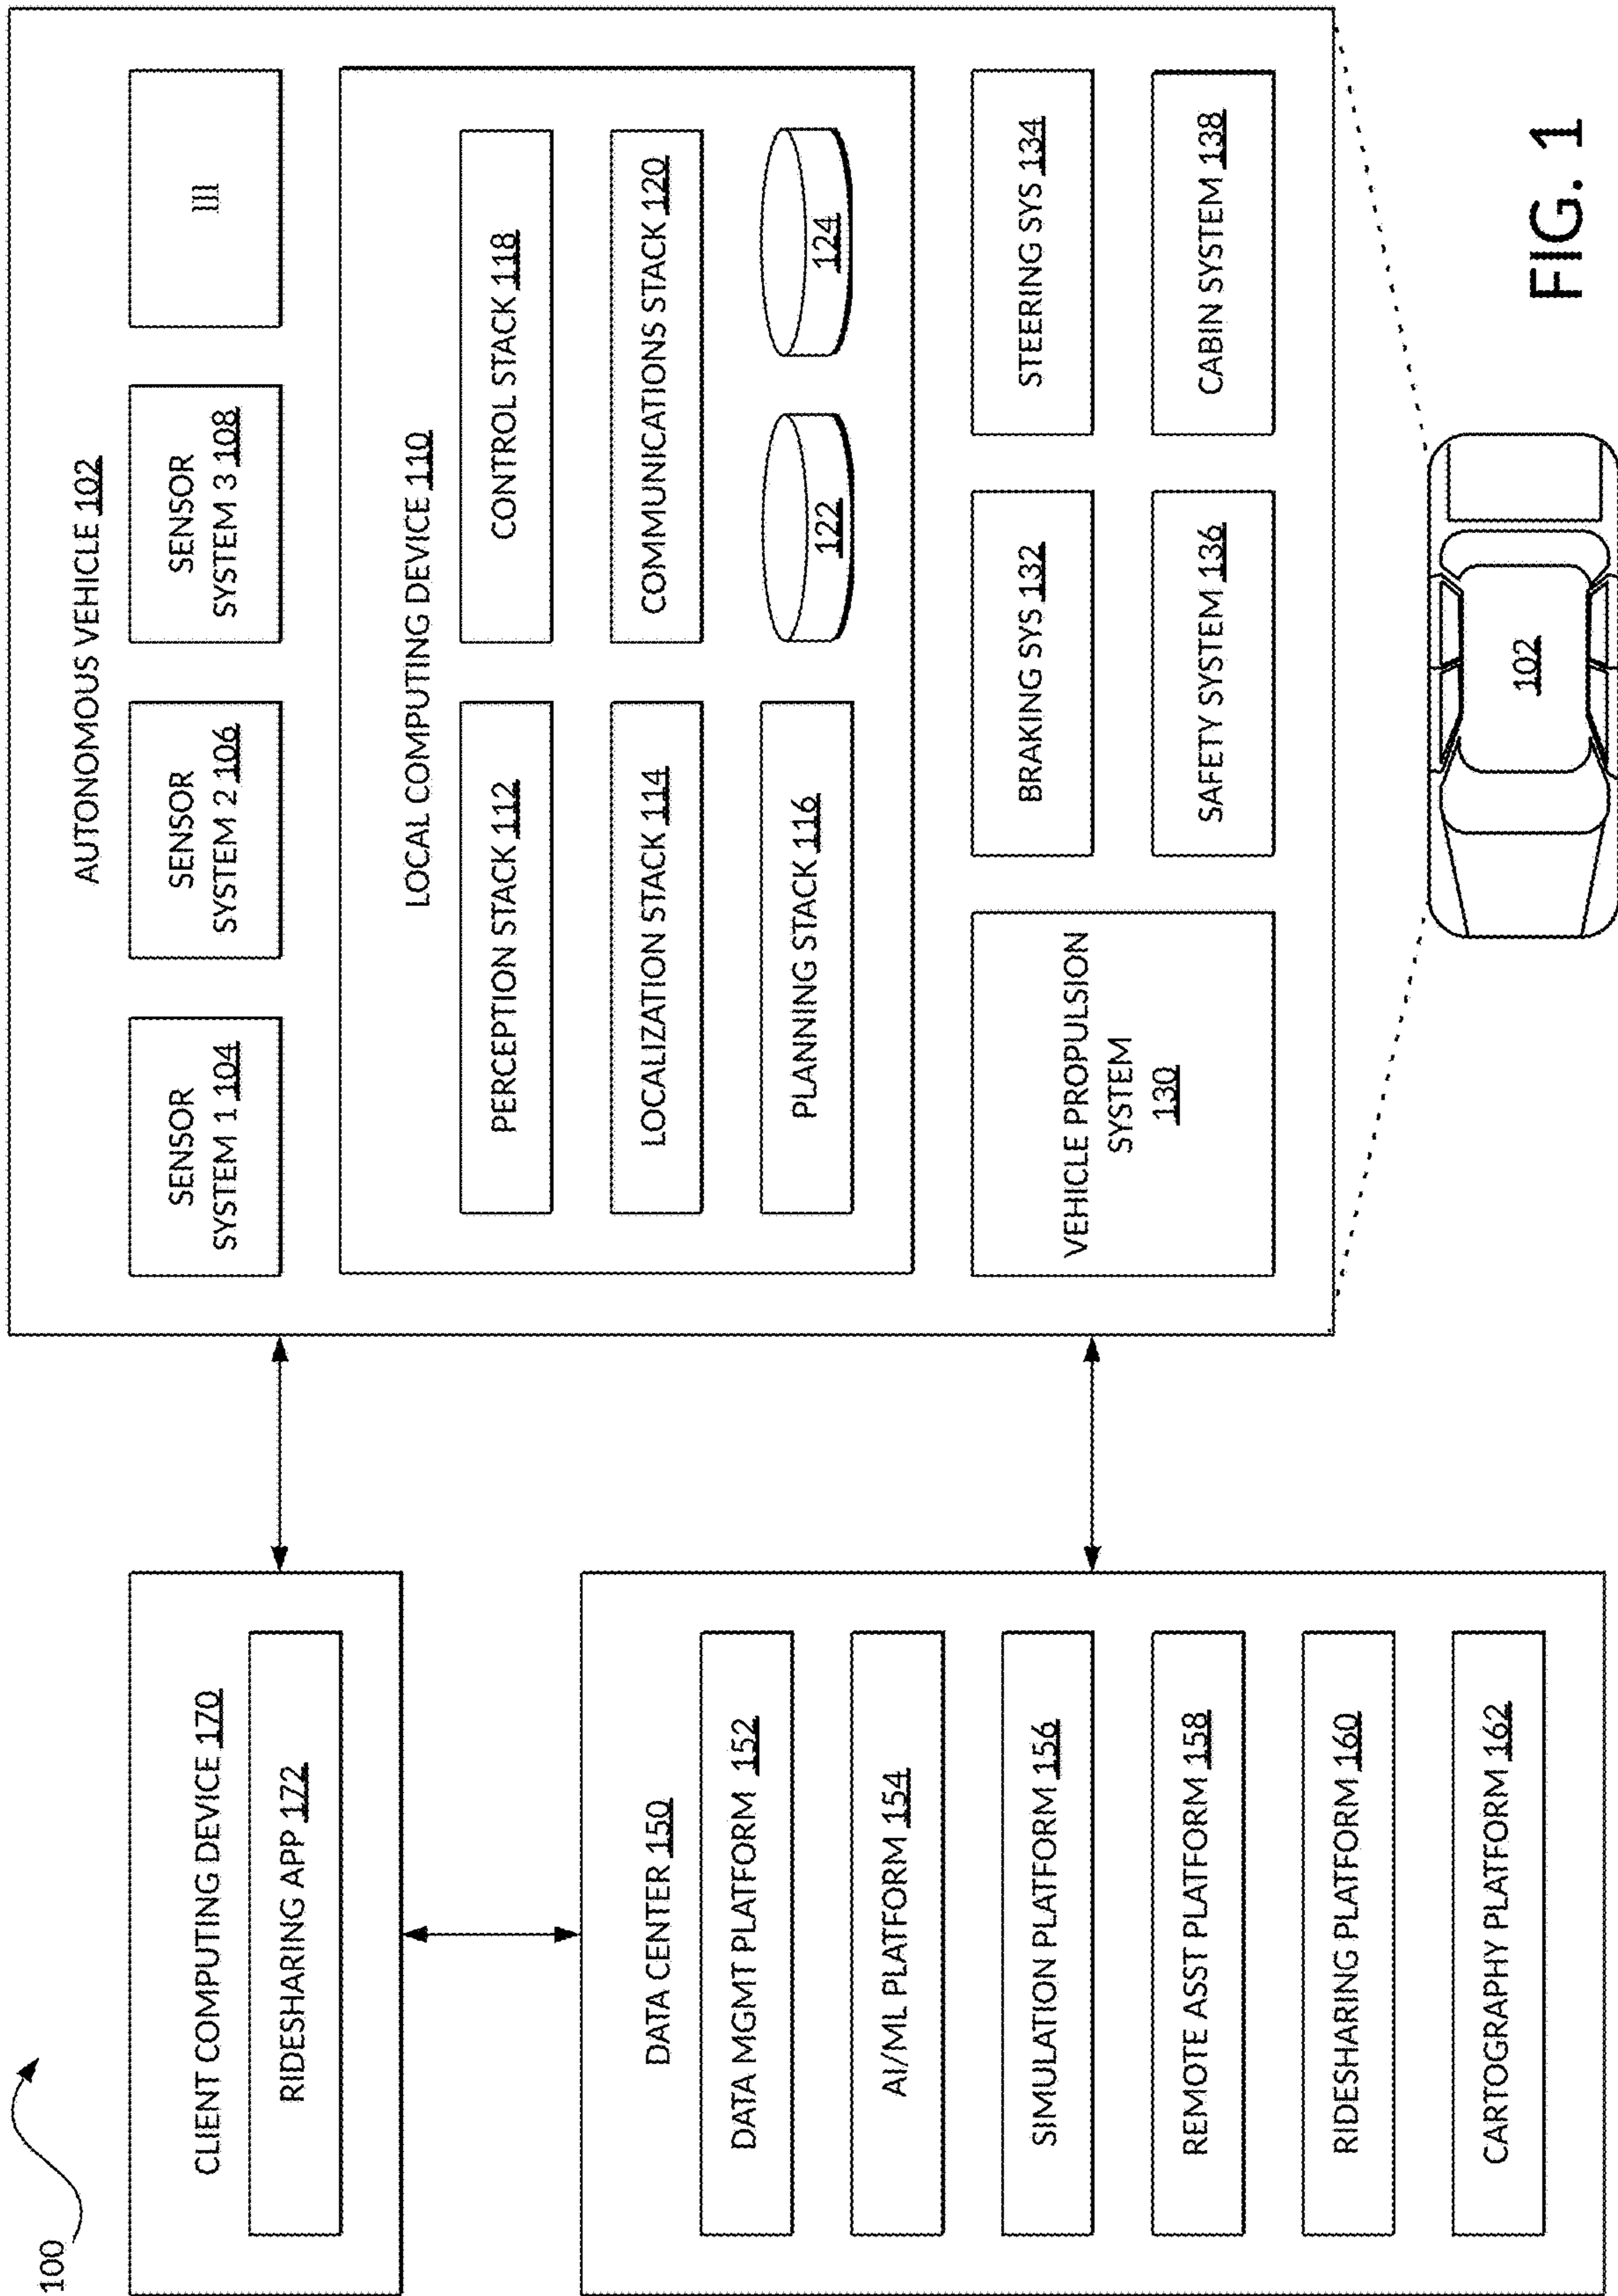 100
CLIENT COMPUTING DEVICE 170
RIDESHARING APP 172
DATA CENTER 150
DATA MGMT PLATFORM 152
AI/ML PLATFORM 154
SIMULATION PLATFORM 156
REMOTE ASST PLATFORM 158
RIDESHARING PLATFORM 160
CARTOGRAPHY PLATFORM 162
AUTONOMOUS VEHICLE 102
SENSOR
SYSTEM 1 104
SENSOR
SYSTEM 2 106
SENSOR
SYSTEM 3 108
LOCAL COMPUTING DEVICE 110
PERCEPTION STACK 112
CONTROL STACK 118
LOCALIZATION STACK 114
COMMUNICATIONS STACK 120
PLANNING STACK 116
122
124
VEHICLE PROPULSION
SYSTEM
130
BRAKING SYS 132
STEERING SYS 134
SAFETY SYSTEM 136
CABIN SYSTEM 138
102
FIG. 1